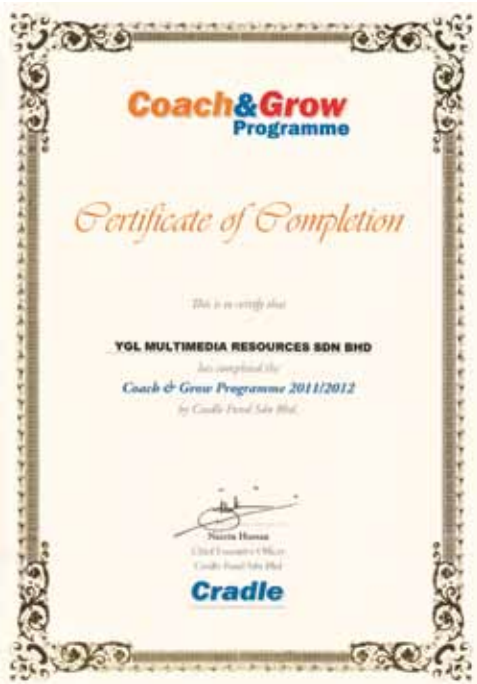 Coach&Grow
Programme
Certificate of Completion
This is to certify that
YGL MULTIMEDIA RESOURCES SDN BHD
has completed the
Coach & Grow Programme 2011/2012
by Cradle Fund Sdn Bhd.
Chief Executive Officer
Cradle Fund Sdn Bhd
Cradle